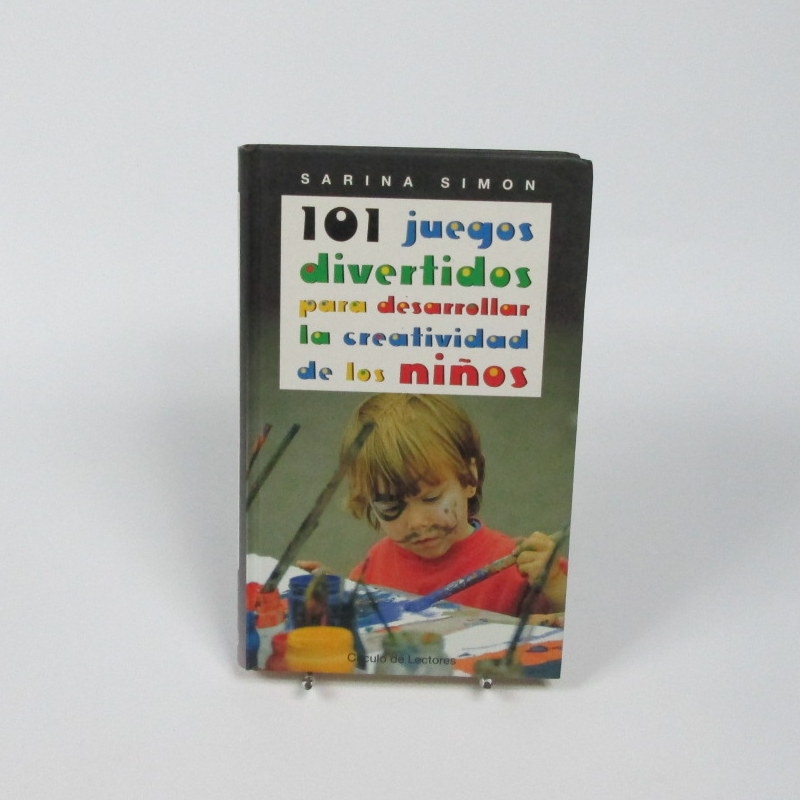 SARINA SIMON
101 juegos
divertidos
para desarrollar
la creatividad
de los niños
Círculo de Lectores